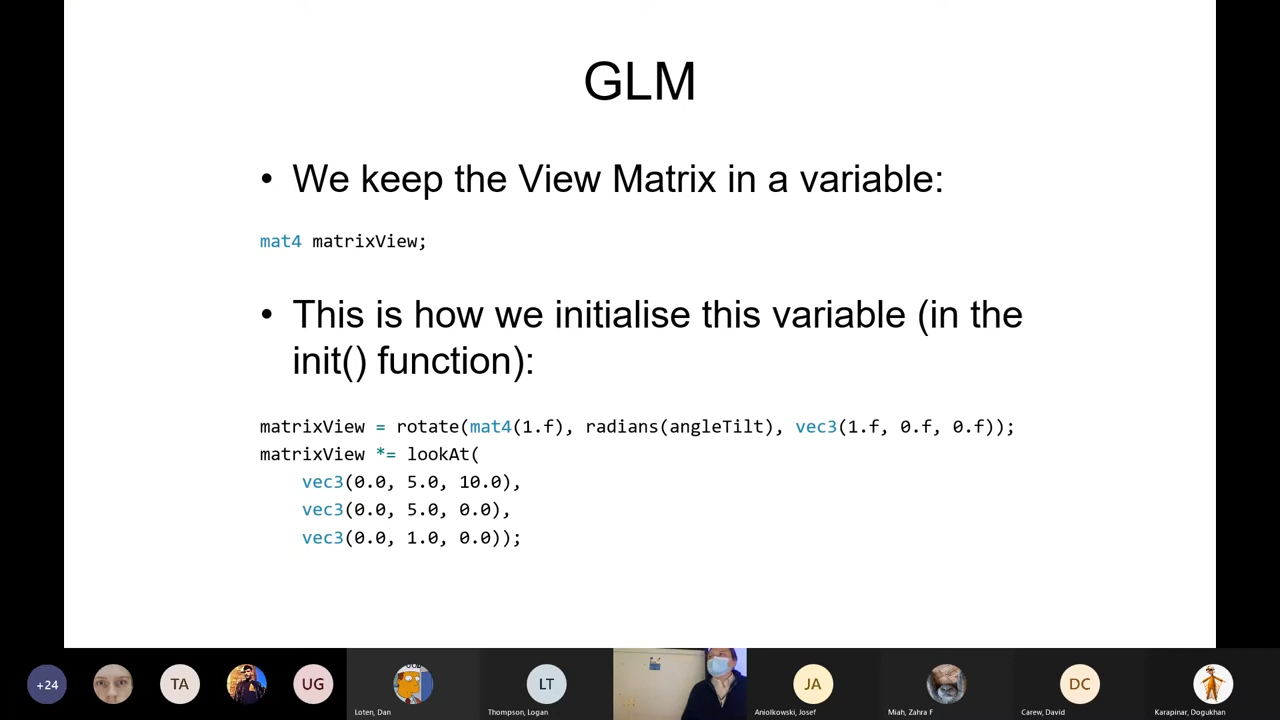 GLM
• We keep the View Matrix in a variable:
mat4 matrixView;
• This is how we initialise this variable (in the
init() function):
matrixView = rotate(mat4(1.f), radians(angleTilt), vec3(1.f, 0.f, 0.f));
matrixView *= lookAt(
vec3(0.0, 5.0, 10.0),
vec3(0.0, 5.0, 0.0),
vec3(0.0, 1.0, 0.0));
+24
TA
UG
LT
JA
DC
Loten, Dan
Thompson, Logan
Aniolkowski, Josef
Miah, Zahra F
Carew, David
Karapinar, Dogukhan